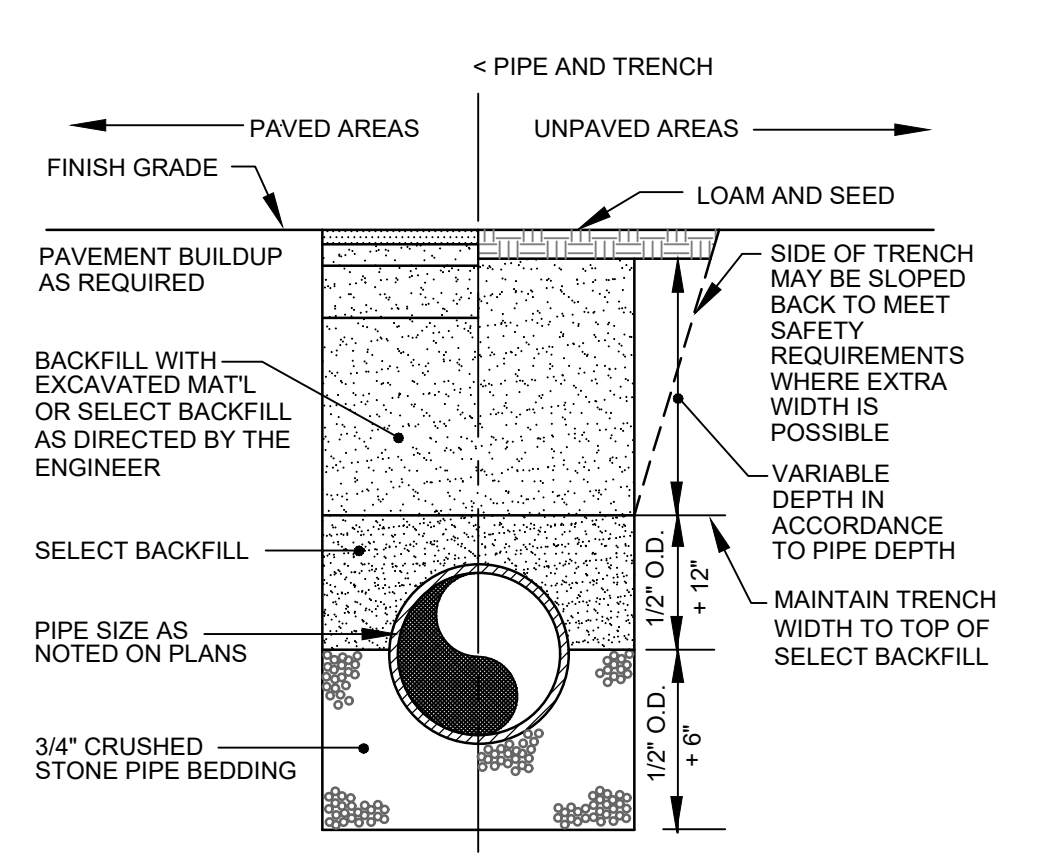 < PIPE AND TRENCH
PAVED AREAS
UNPAVED AREAS
FINISH GRADE
LOAM AND SEED
PAVEMENT BUILDUP
AS REQUIRED
SIDE OF TRENCH
MAY BE SLOPED
BACK TO MEET
SAFETY
REQUIREMENTS
WHERE EXTRA
WIDTH IS
POSSIBLE
BACKFILL WITH
EXCAVATED MAT'L
OR SELECT BACKFILL
AS DIRECTED BY THE
ENGINEER
VARIABLE
DEPTH IN
ACCORDANCE
TO PIPE DEPTH
SELECT BACKFILL
1/2" O.D.
+ 12"
MAINTAIN TRENCH
WIDTH TO TOP OF
SELECT BACKFILL
PIPE SIZE AS
NOTED ON PLANS
1/2" O.D.
+ 6"
3/4" CRUSHED
STONE PIPE BEDDING